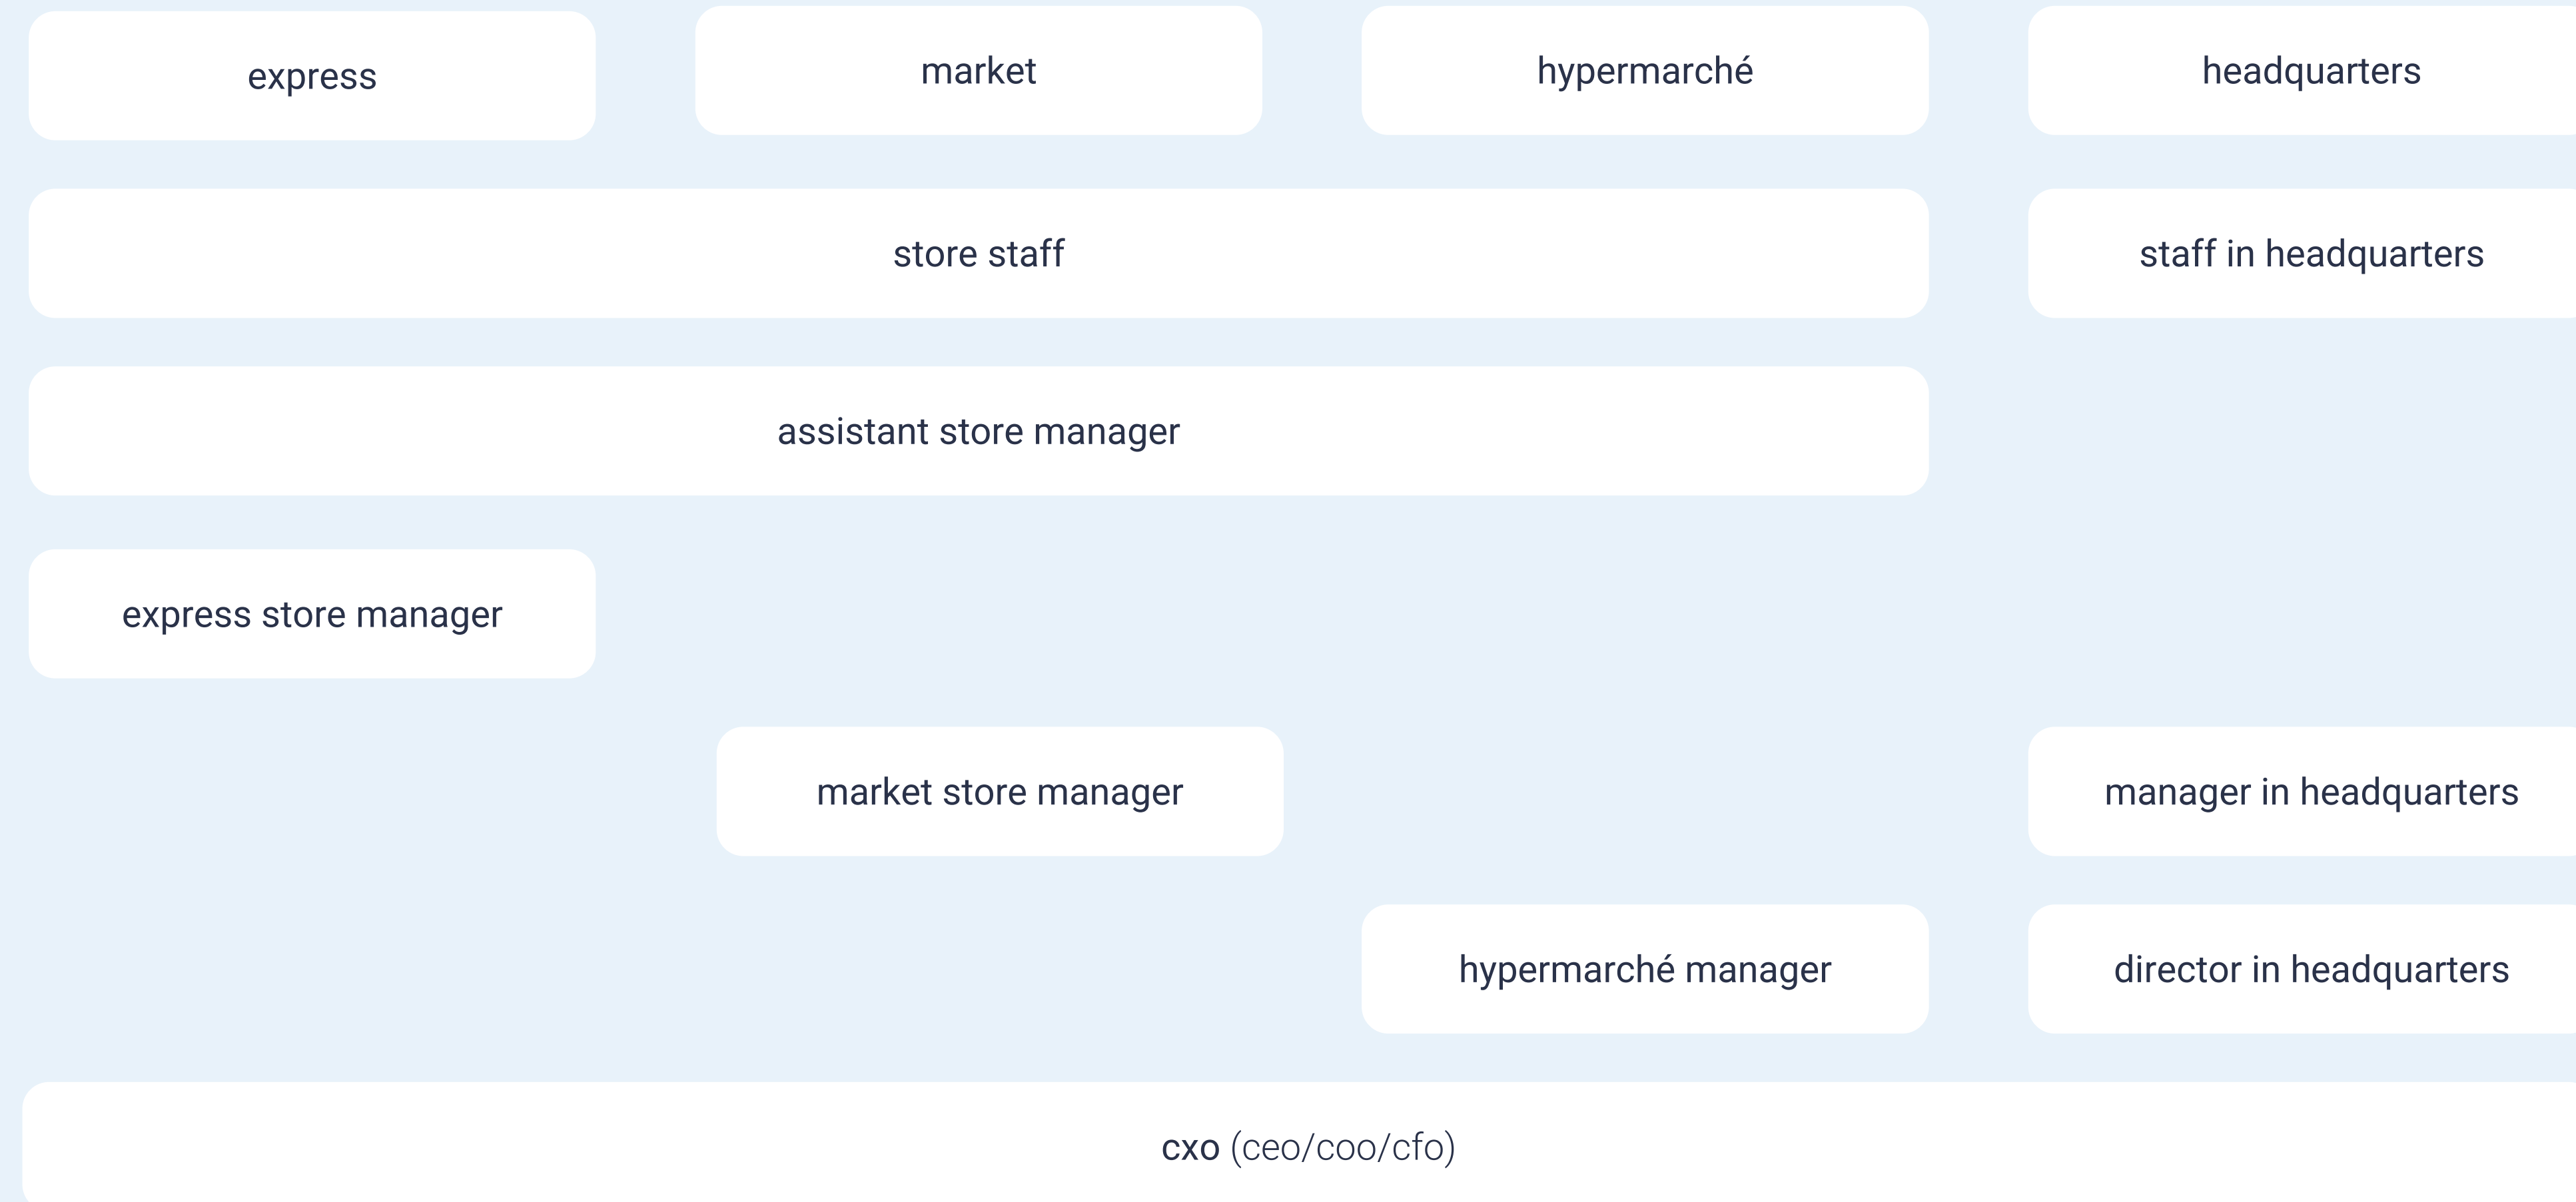 express
market
hypermarché
headquarters
store staff
staff in headquarters
assistant store manager
express store manager
market store manager
manager in headquarters
hypermarché manager
director in headquarters
cxo (ceo/coo/cfo)